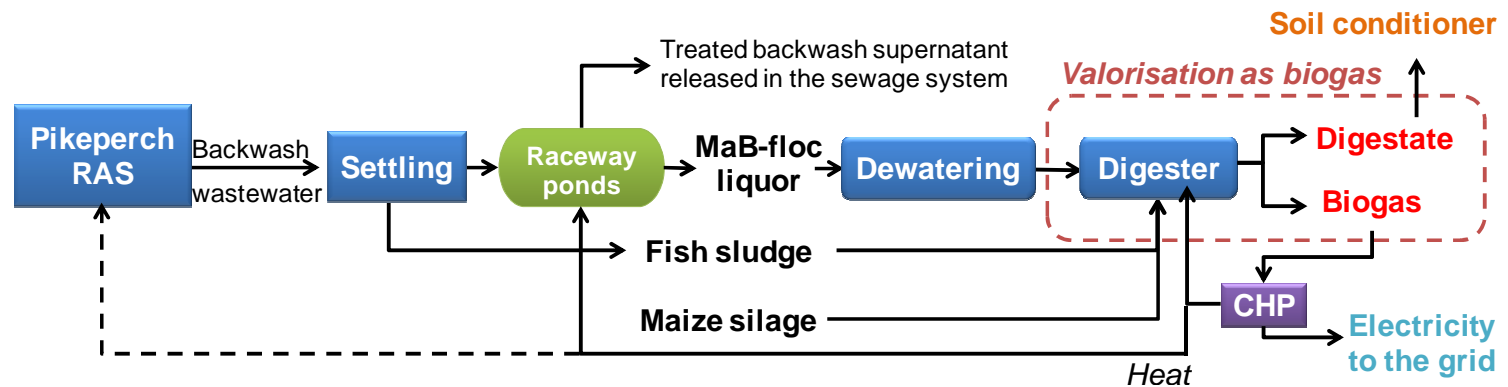 Soil conditioner
Treated backwash supernatant
released in the sewage system
Valorisation as biogas
Pikeperch
RAS
Backwash
wastewater
Settling
Raceway
ponds
MaB-floc
liquor
Dewatering
Digester
Digestate
Biogas
Fish sludge
Maize silage
CHP
Electricity
to the grid
Heat